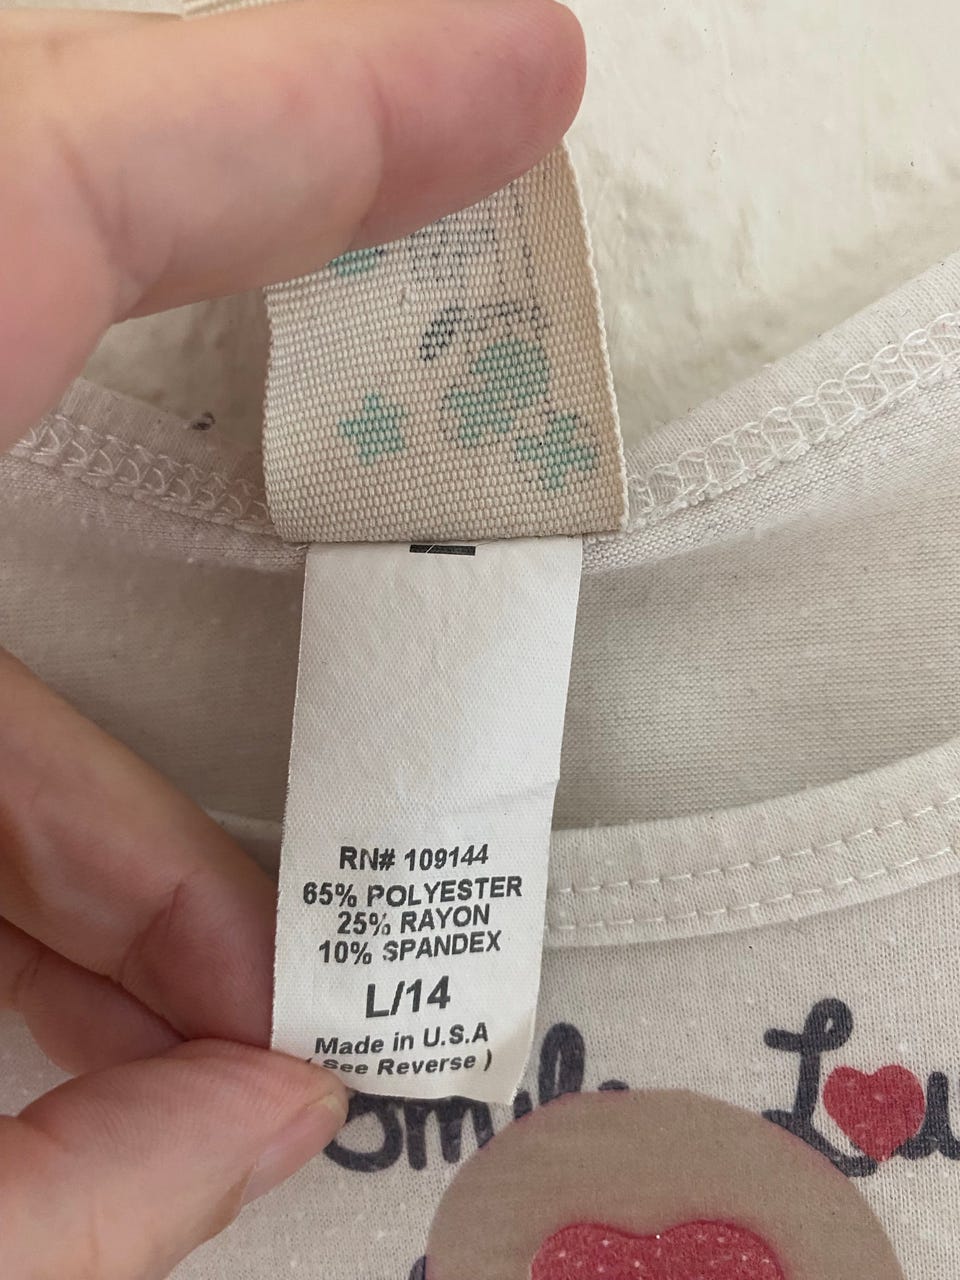 RN# 109144
65% POLYESTER
25% RAYON
10% SPANDEX
L/14
Made in U.S.A
( See Reverse )